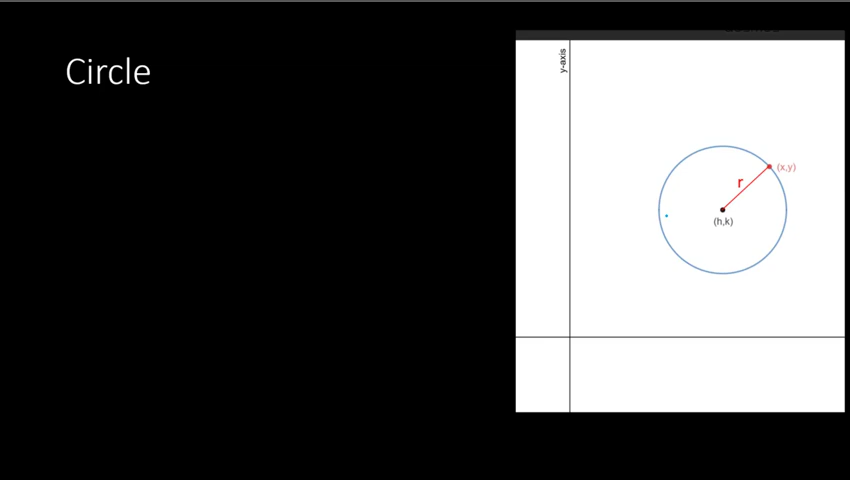 Circle
y-axis
(x,y)
r
(h,k)